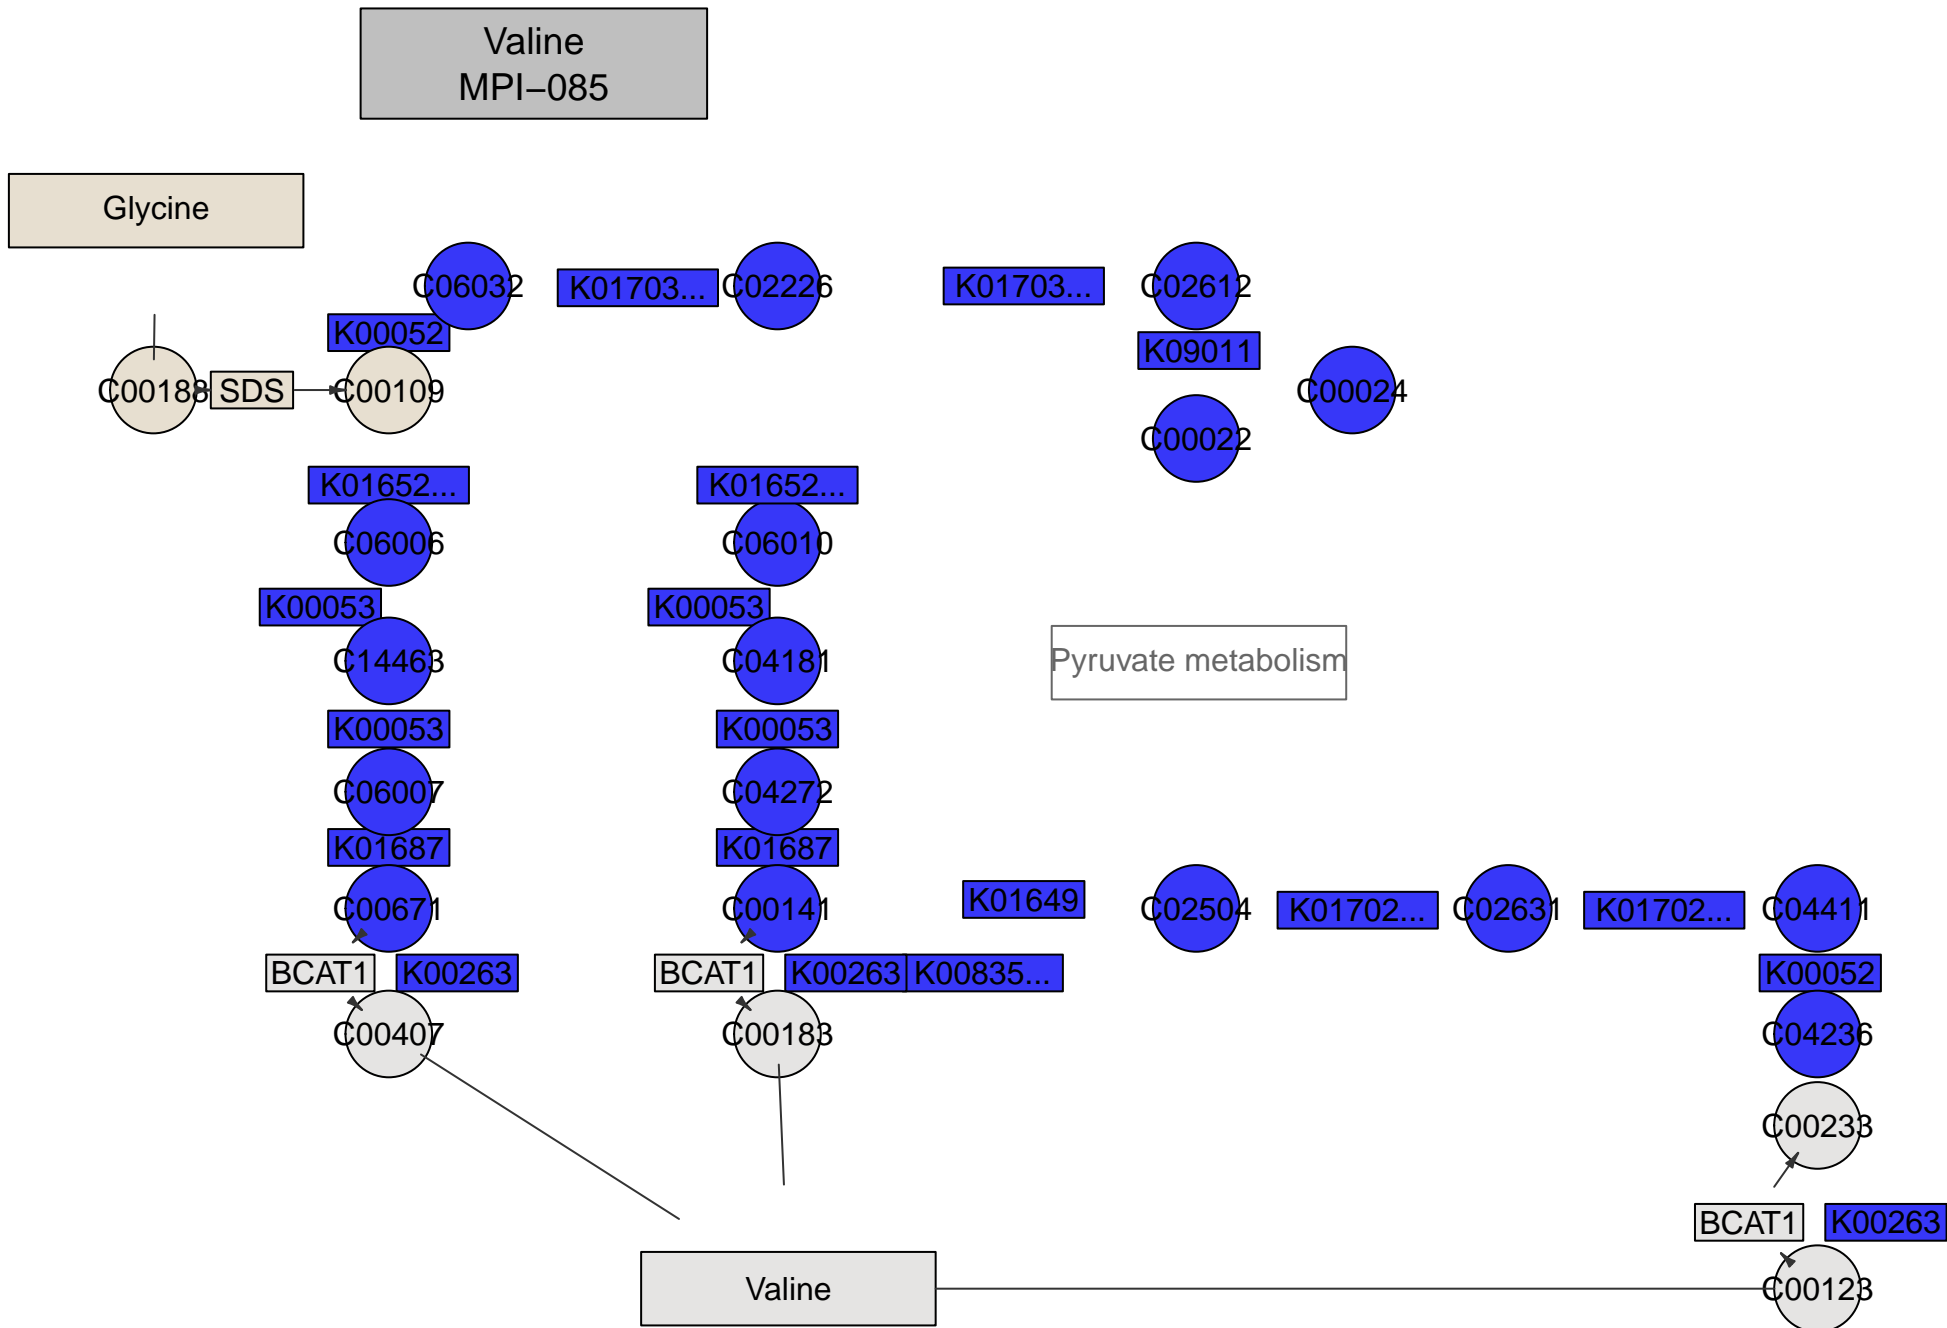 Valine
MPI−085
Glycine
C06032
K01703...
C02226
K01703...
C02612
K00052
K09011
C00188
SDS
C00109
C00024
C00022
K01652...
K01652...
C06006
C06010
K00053
K00053
C14463
C04181
Pyruvate metabolism
K00053
K00053
C06007
C04272
K01687
K01687
C00671
C00141
K01649
C02504
K01702...
C02631
K01702...
C04411
BCAT1
K00263
BCAT1
K00263
K00835...
K00052
C00407
C00183
C04236
C00233
BCAT1
K00263
Valine
C00123